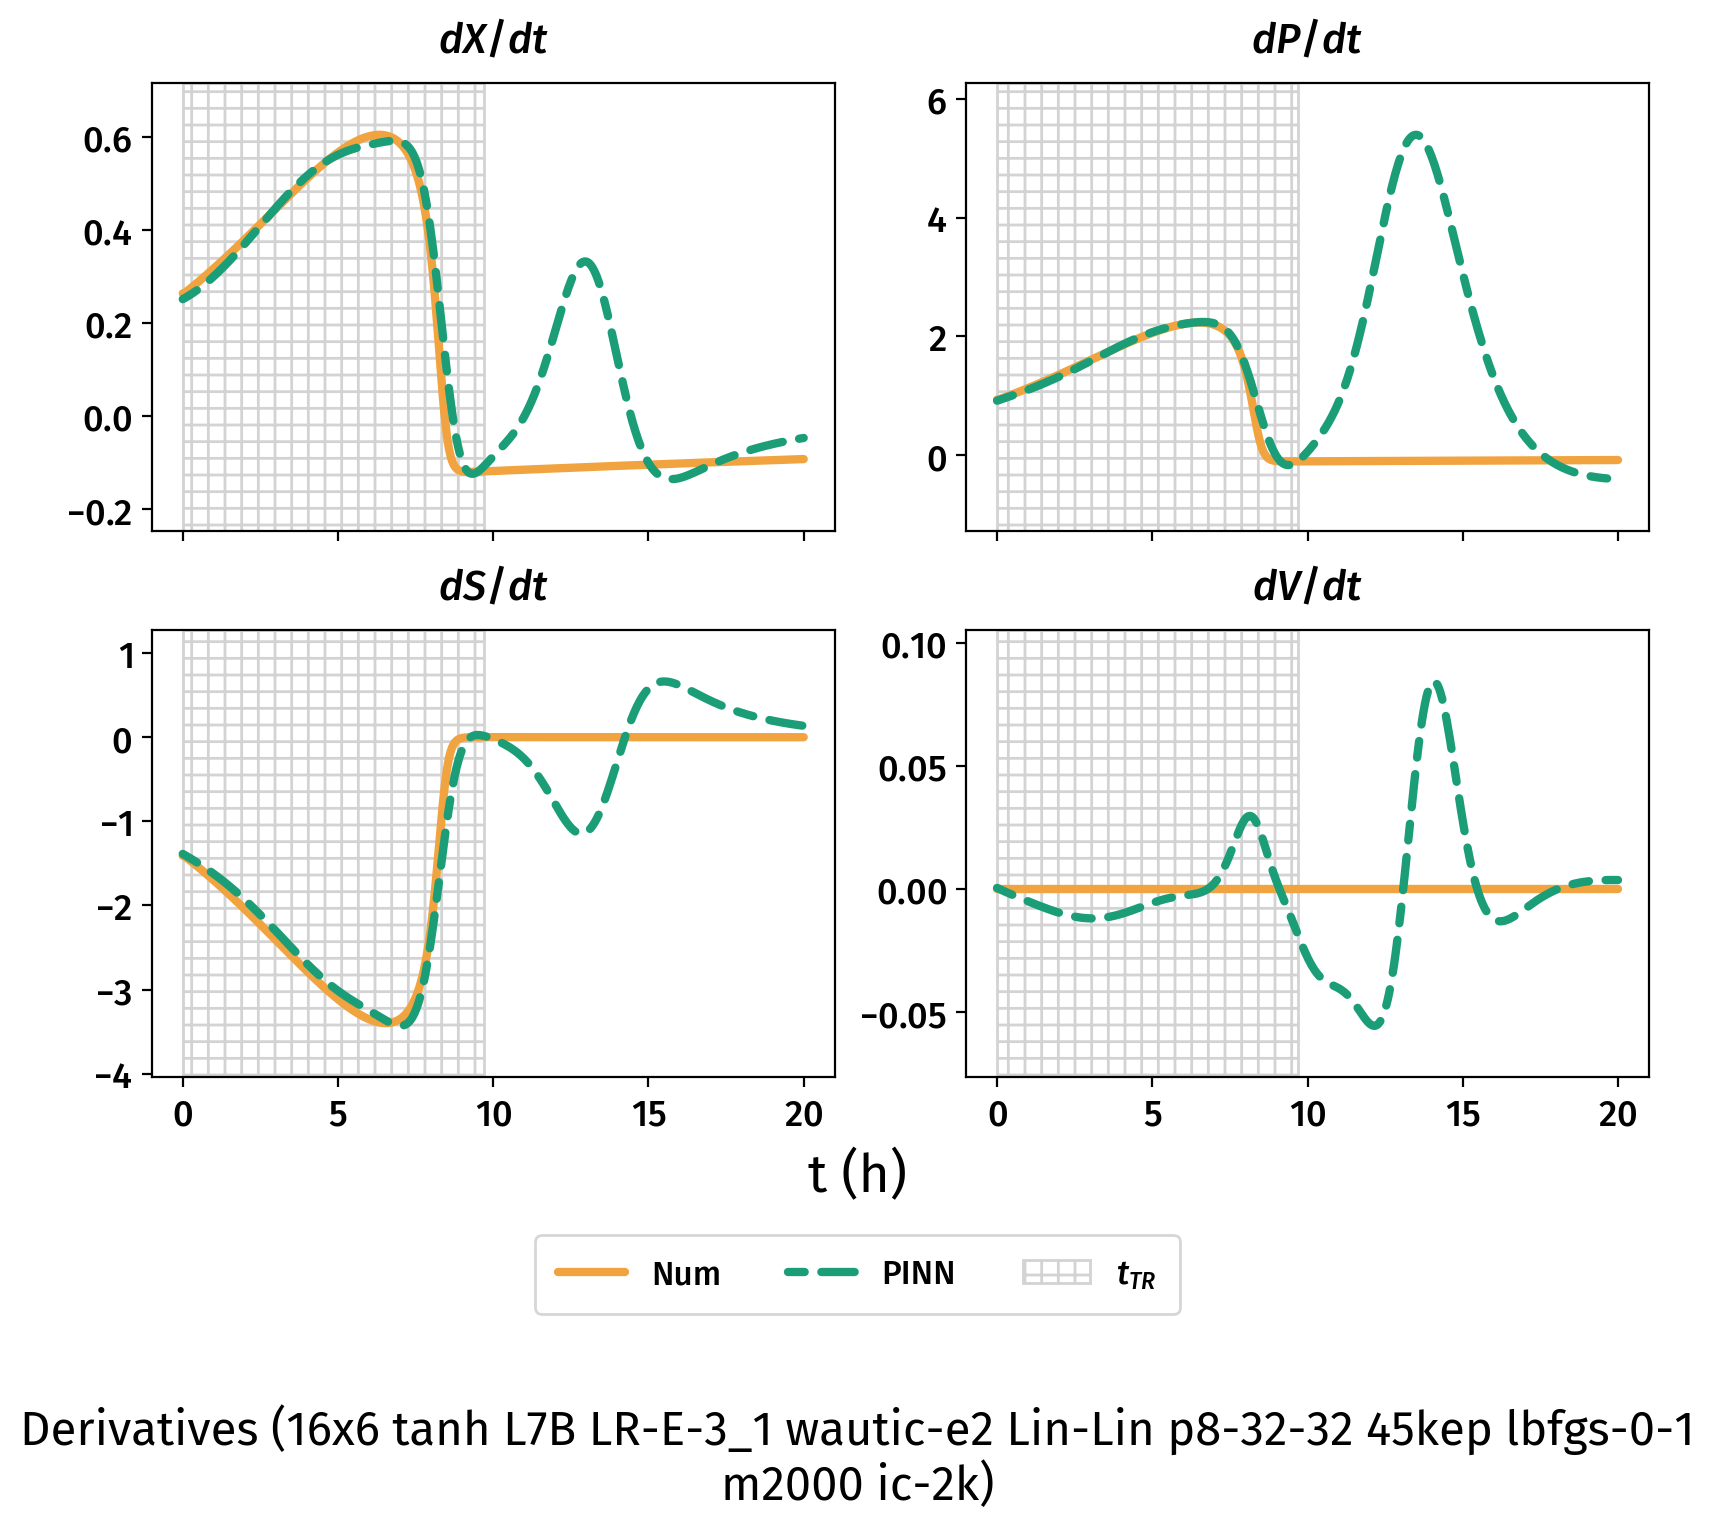 dX/dt
dP/dt
0.6
0.4
0.2
0.0
−0.2
6
4
2
0
dS/dt
dV/dt
1
0
−1
−2
−3
−4
0.10
0.05
0.00
−0.05
0 5 10 15 20
0 5 10 15 20
t (h)
Num PINN tTR
Derivatives (16x6 tanh L7B LR-E-3_1 wautic-e2 Lin-Lin p8-32-32 45kep lbfgs-0-1
m2000 ic-2k)